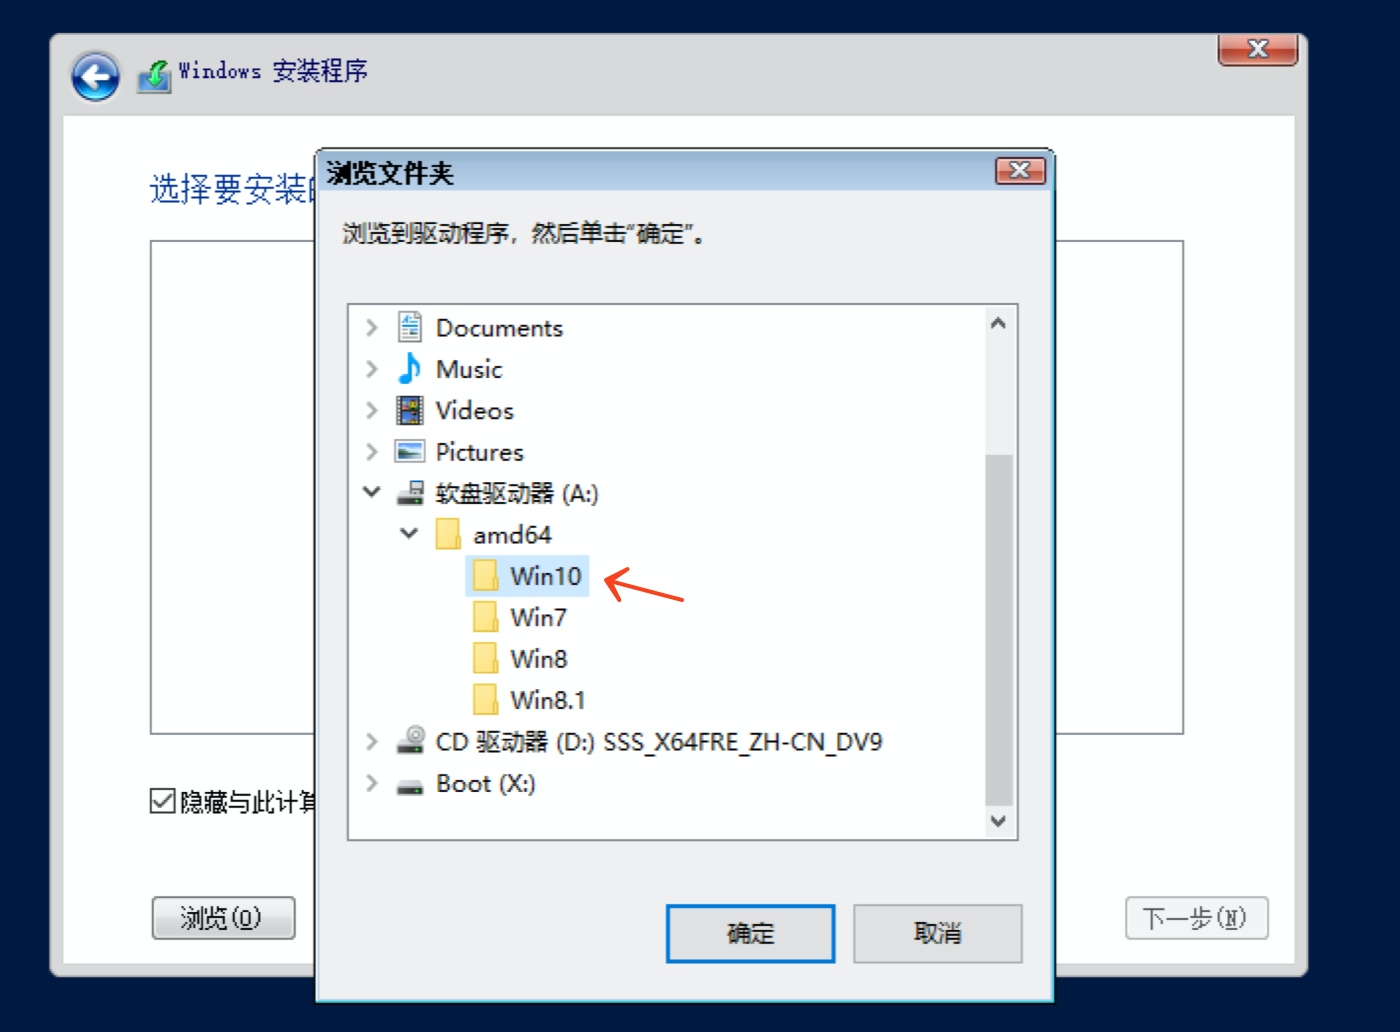 Windows 安装程序
选择要安装的
浏览文件夹
浏览到驱动程序，然后单击“确定”。
Documents
Music
Videos
Pictures
软盘驱动器 (A:)
amd64
Win10
Win7
Win8
Win8.1
CD 驱动器 (D:) SSS_X64FRE_ZH-CN_DV9
Boot (X:)
隐藏与此计算
浏览(O)
确定
取消
下一步(N)